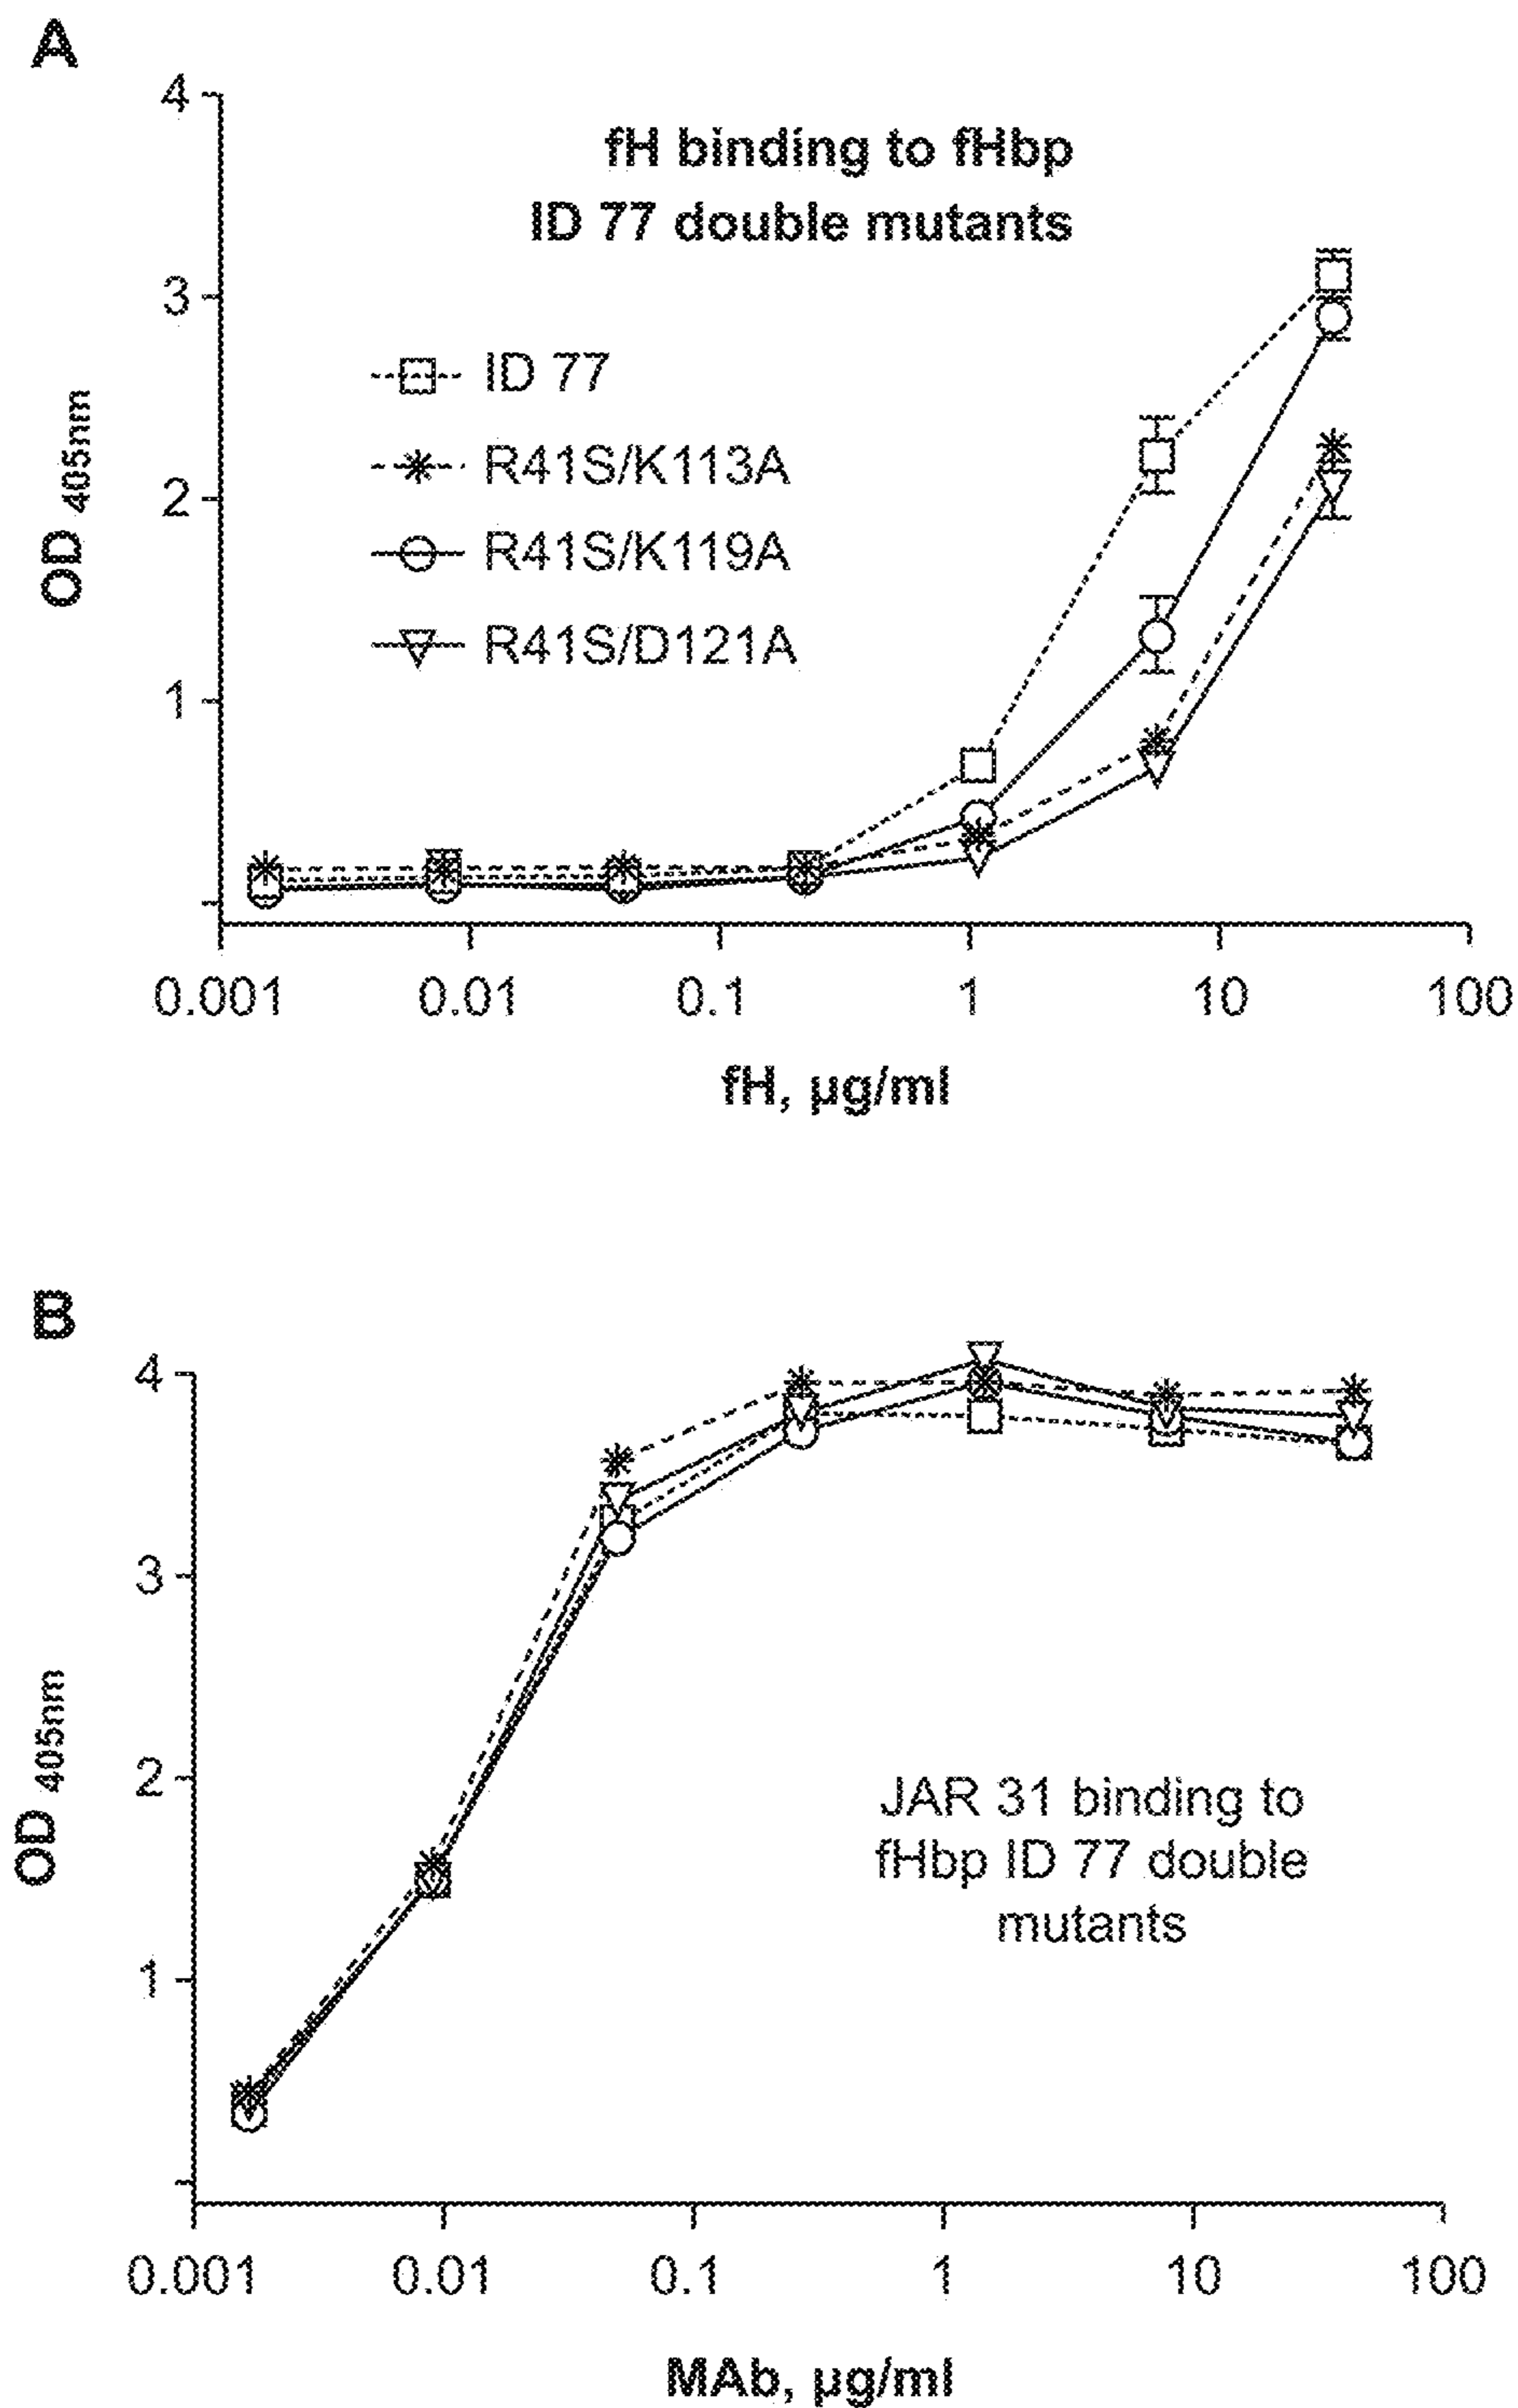 A
4
fH binding to fHbp
ID 77 double mutants
3
ID 77
R41S/K113A
2
R41S/K119A
R41S/D121A
1
OD 405nm
0.001 0.01 0.1 1 10 100
fH, µg/ml
B
4
3
2
JAR 31 binding to
fHbp ID 77 double
mutants
1
OD 405nm
0.001 0.01 0.1 1 10 100
MAb, µg/ml